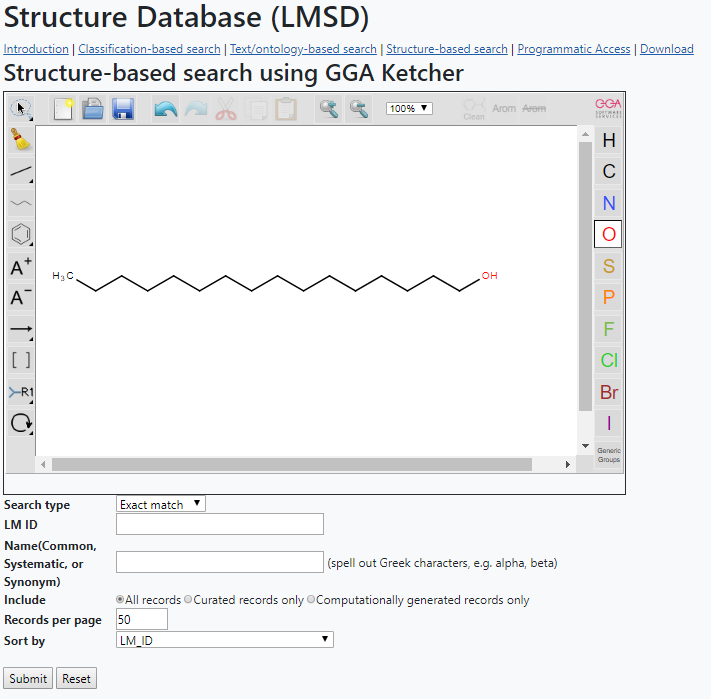 Structure Database (LMSD)
Introduction | Classification-based search | Text/ontology-based search | Structure-based search | Programmatic Access | Download
Structure-based search using GGA Ketcher
100%
Clean
Arom
Arom
GGA
SOFTWARE
SERVICES
H
C
N
O
S
P
F
Cl
Br
I
Generic
Groups
A+
A-
[ ]
R1
H3C
OH
Search type Exact match
LM ID
Name(Common,
Systematic, or (spell out Greek characters, e.g. alpha, beta)
Synonym)
Include All records Curated records only Computationally generated records only
Records per page 50
Sort by LM_ID
Submit Reset